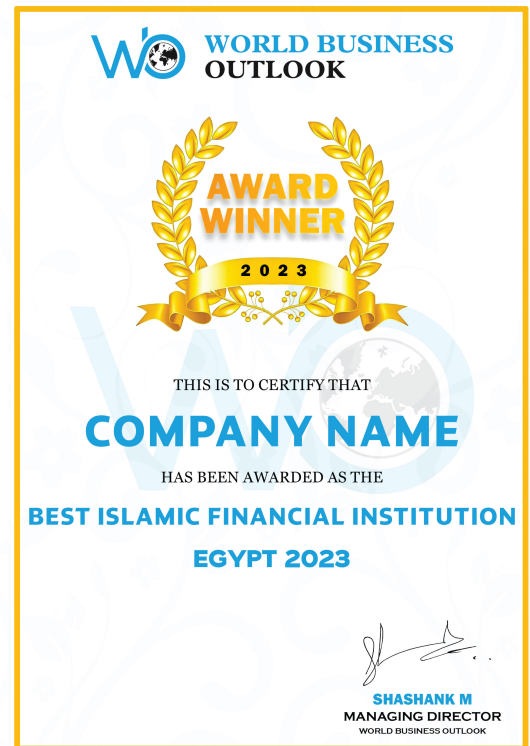 WORLD BUSINESS
OUTLOOK
AWARD
WINNER
2023
THIS IS TO CERTIFY THAT
COMPANY NAME
HAS BEEN AWARDED AS THE
BEST ISLAMIC FINANCIAL INSTITUTION
EGYPT 2023
SHASHANK M
MANAGING DIRECTOR
WORLD BUSINESS OUTLOOK